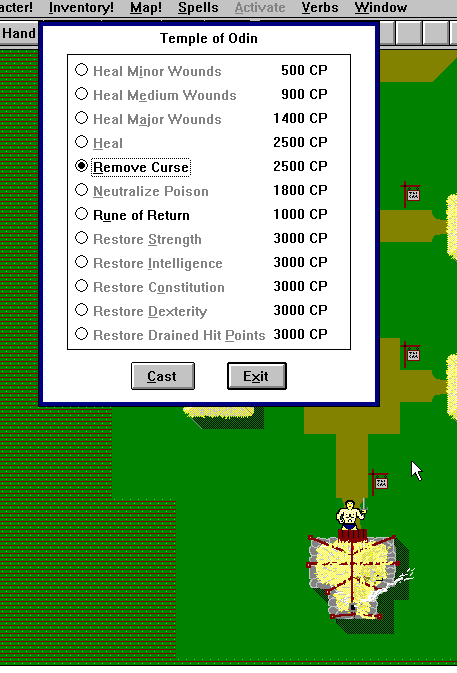 acter! Inventory! Map! Spells Activate Verbs Window
Hand
Temple of Odin
Heal Minor Wounds 500 CP
Heal Medium Wounds 900 CP
Heal Major Wounds 1400 CP
Heal 2500 CP
Remove Curse 2500 CP
Neutralize Poison 1800 CP
Rune of Return 1000 CP
Restore Strength 3000 CP
Restore Intelligence 3000 CP
Restore Constitution 3000 CP
Restore Dexterity 3000 CP
Restore Drained Hit Points 3000 CP
Cast Exit